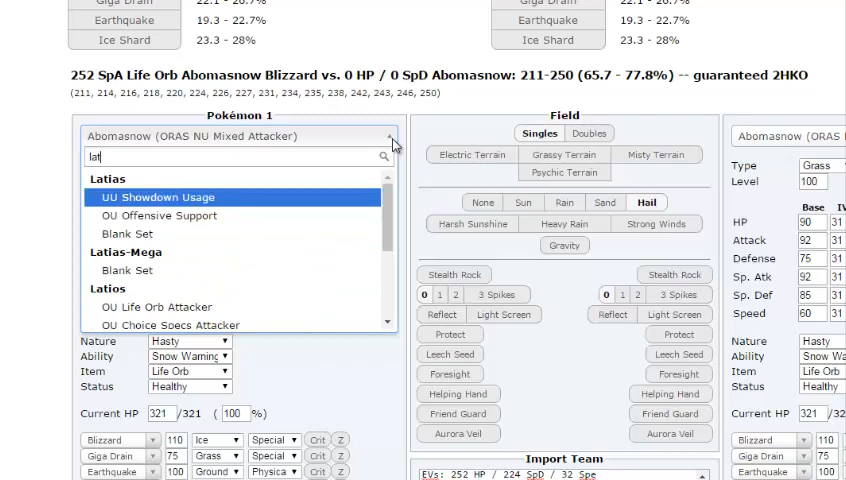 Giga Drain 22.1 - 26.7% Giga Drain 22.1 - 26.7%
Earthquake 19.3 - 22.7% Earthquake 19.3 - 22.7%
Ice Shard 23.3 - 28% Ice Shard 23.3 - 28%
252 SpA Life Orb Abomasnow Blizzard vs. 0 HP / 0 SpD Abomasnow: 211-250 (65.7 - 77.8%) -- guaranteed 2HKO
(211, 214, 216, 218, 220, 224, 226, 227, 231, 234, 235, 238, 242, 243, 246, 250)
Pokémon 1
Abomasnow (ORAS NU Mixed Attacker)
lat
Latias
UU Showdown Usage
OU Offensive Support
Blank Set
Latias-Mega
Blank Set
Latios
OU Life Orb Attacker
OU Choice Specs Attacker
Nature Hasty
Ability Snow Warning
Item Life Orb
Status Healthy
Current HP 321 /321 ( 100 %)
Blizzard 110 Ice Special Crit Z
Giga Drain 75 Grass Special Crit Z
Earthquake 100 Ground Physica Crit Z
Field
Singles Doubles
Electric Terrain Grassy Terrain Misty Terrain
Psychic Terrain
None Sun Rain Sand Hail
Harsh Sunshine Heavy Rain Strong Winds
Gravity
Stealth Rock Stealth Rock
0 1 2 3 Spikes 0 1 2 3 Spikes
Reflect Light Screen Reflect Light Screen
Protect Protect
Leech Seed Leech Seed
Foresight Foresight
Helping Hand Helping Hand
Friend Guard Friend Guard
Aurora Veil Aurora Veil
Import Team
EVs: 252 HP / 224 SpD / 32 Spe
Abomasnow (ORAS N
Type Grass
Level 100
Base IV
HP 90 31
Attack 92 31
Defense 75 31
Sp. Atk 92 31
Sp. Def 85 31
Speed 60 31
Nature Hasty
Ability Snow Wa
Item Life Orb
Status Healthy
Current HP 321 /32
Blizzard 110
Giga Drain 75
Earthquake 100